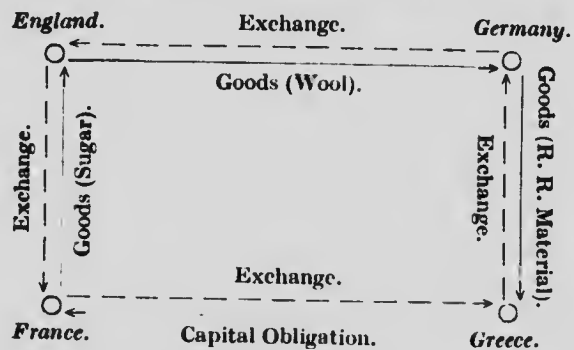 England.
Exchange.
Germany.
Goods (Wool).
Exchange.
Goods (Sugar).
Exchange.
Goods (R. R. Material).
Exchange.
France.
Capital Obligation.
Greece.